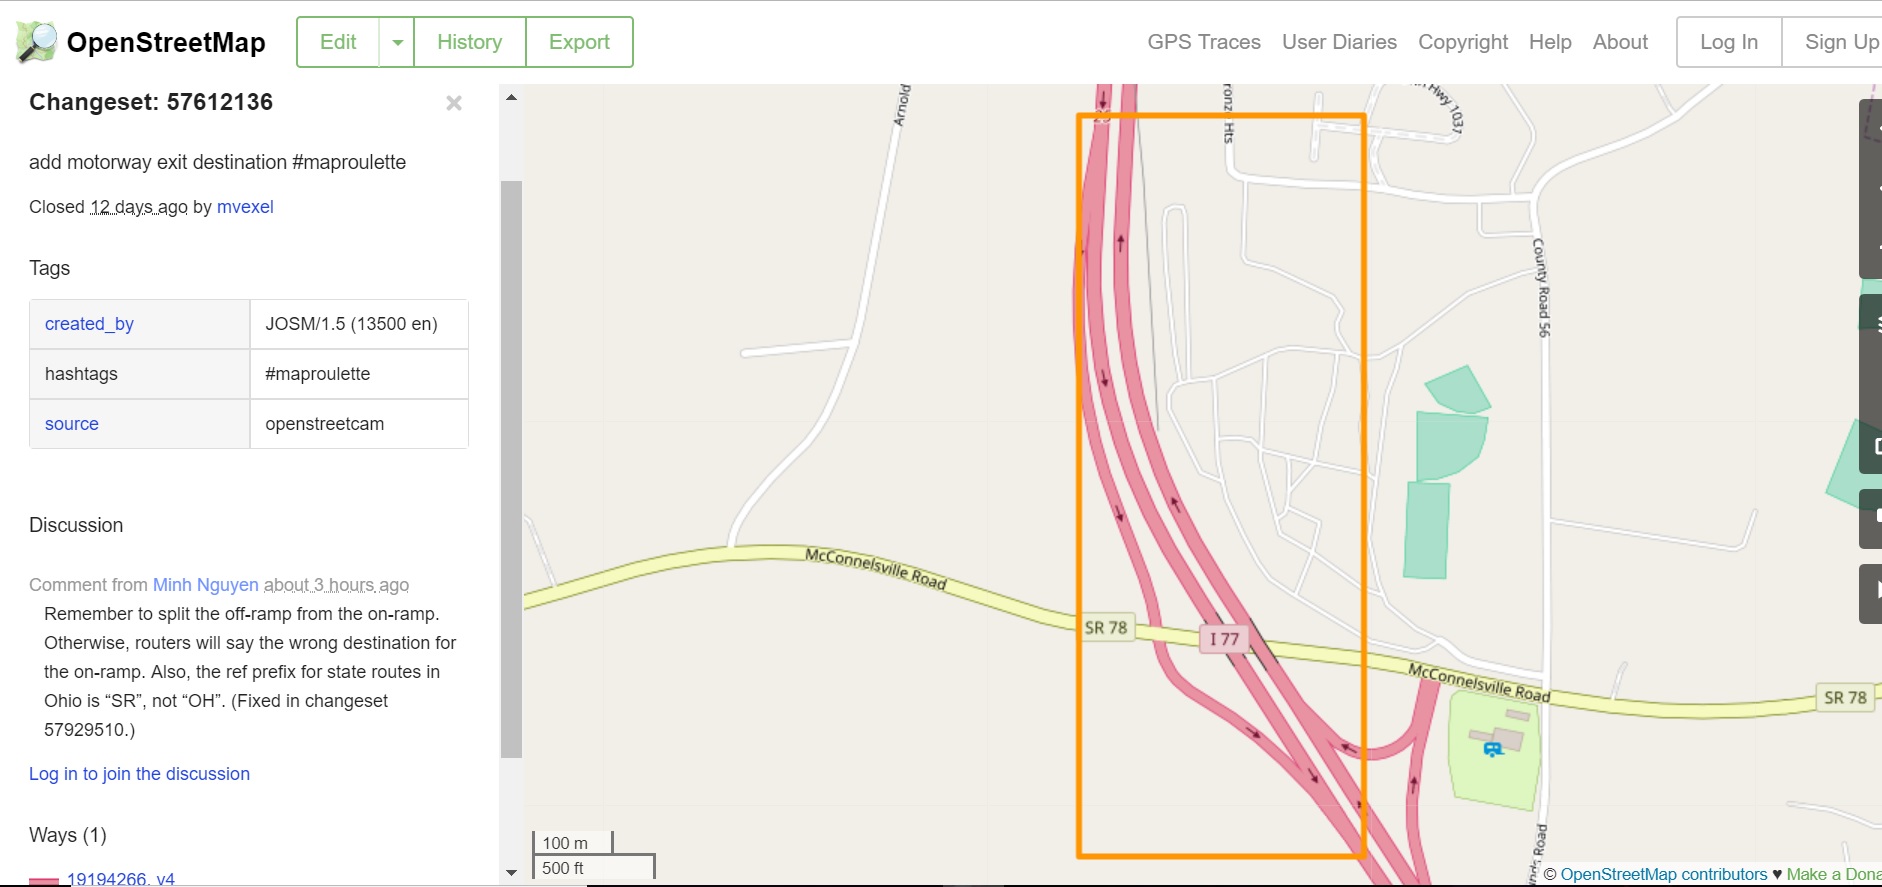 OpenStreetMap
Edit
History
Export
GPS Traces
User Diaries
Copyright
Help
About
Log In
Sign Up
Changeset: 57612136
×
add motorway exit destination #maproulette
Closed 12 days ago by mvexel
Tags
created_by JOSM/1.5 (13500 en)
hashtags #maproulette
source openstreetcam
Discussion
Comment from Minh Nguyen about 3 hours ago
Remember to split the off-ramp from the on-ramp.
Otherwise, routers will say the wrong destination for
the on-ramp. Also, the ref prefix for state routes in
Ohio is “SR”, not “OH”. (Fixed in changeset
57929510.)
Log in to join the discussion
Ways (1)
19194266, v4
Arnold
Hts
Hwy 1037
County Road 56
McConnelsville Road
SR 78
I 77
McConnelsville Road
SR 78
Road
100 m
500 ft
© OpenStreetMap contributors ♥ Make a Dona